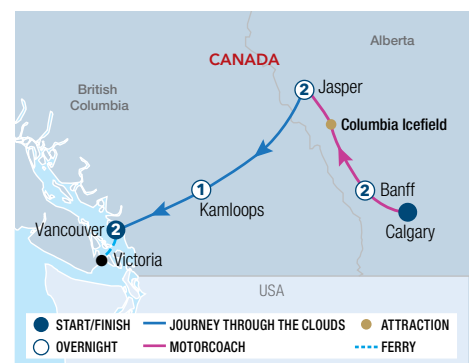 Alberta
CANADA
British
Columbia
2
Jasper
Columbia Icefield
1
Kamloops
2
Banff
Calgary
Vancouver
2
Victoria
USA
START/FINISH
JOURNEY THROUGH THE CLOUDS
ATTRACTION
OVERNIGHT
MOTORCOACH
FERRY